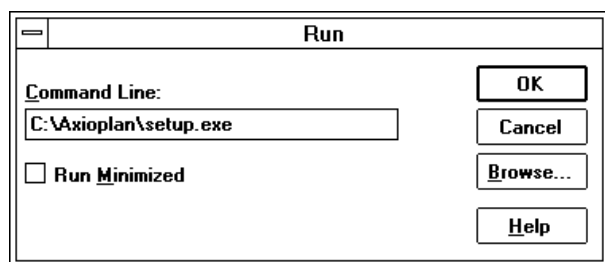 Run
Command Line:
C:\Axioplan\setup.exe
Run Minimized
OK
Cancel
Browse...
Help